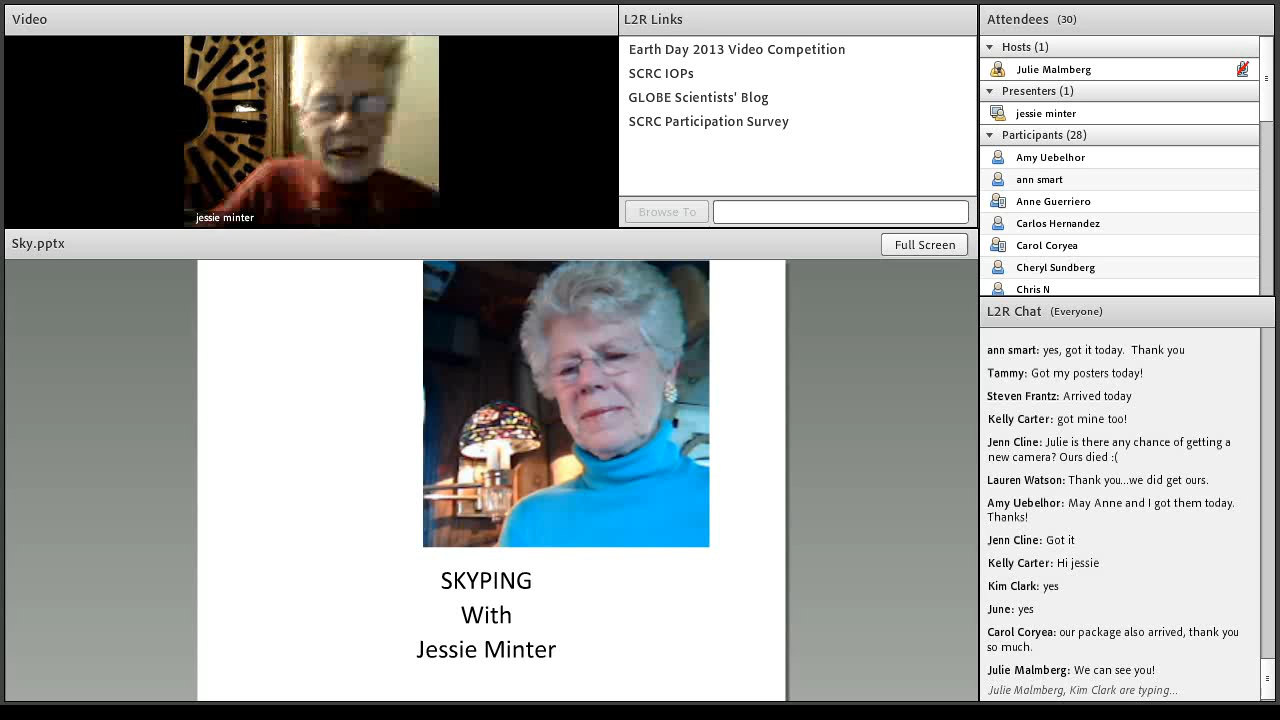 Video
jessie minter
L2R Links
Earth Day 2013 Video Competition
SCRC IOPs
GLOBE Scientists' Blog
SCRC Participation Survey
Browse To
Sky.pptx
Full Screen
SKYPING
With
Jessie Minter
Attendees (30)
Hosts (1)
Julie Malmberg
Presenters (1)
jessie minter
Participants (28)
Amy Uebelhor
ann smart
Anne Guerriero
Carlos Hernandez
Carol Coryea
Cheryl Sundberg
Chris N
L2R Chat (Everyone)
ann smart: yes, got it today. Thank you
Tammy: Got my posters today!
Steven Frantz: Arrived today
Kelly Carter: got mine too!
Jenn Cline: Julie is there any chance of getting a
new camera? Ours died :(
Lauren Watson: Thank you...we did get ours.
Amy Uebelhor: May Anne and I got them today.
Thanks!
Jenn Cline: Got it
Kelly Carter: Hi jessie
Kim Clark: yes
June: yes
Carol Coryea: our package also arrived, thank you
so much.
Julie Malmberg: We can see you!
Julie Malmberg, Kim Clark are typing...